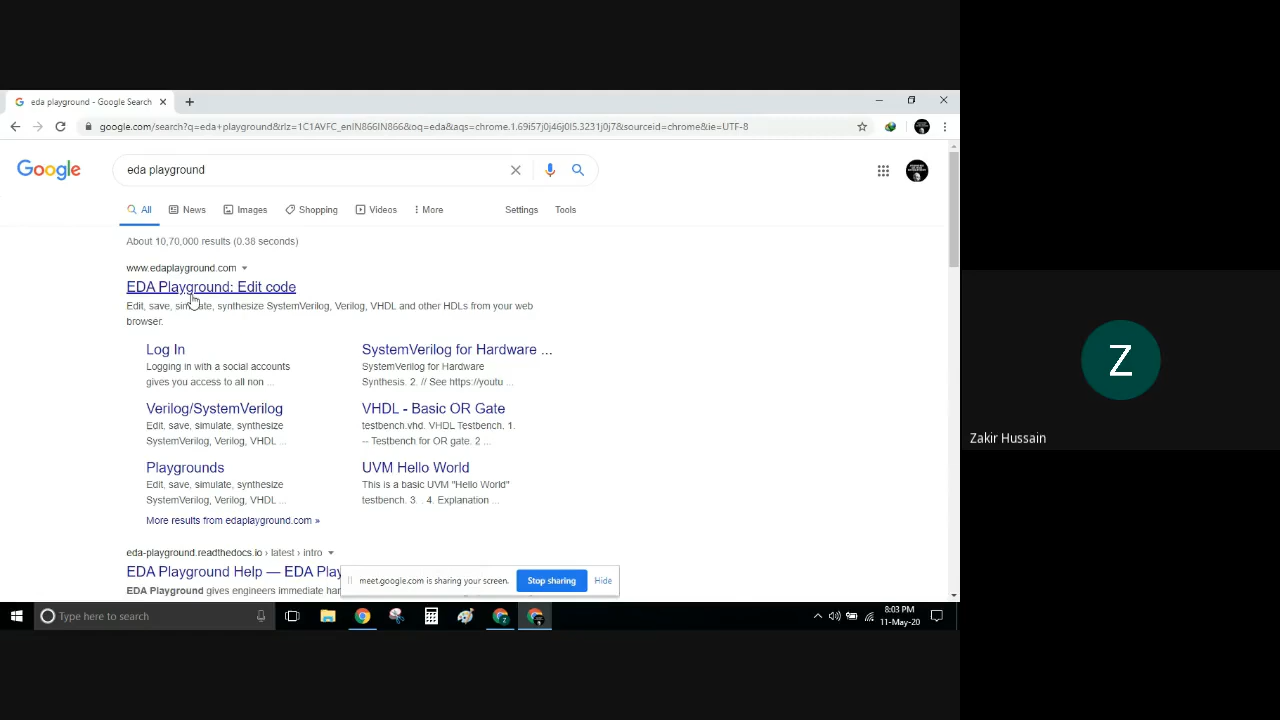 eda playground - Google Search
google.com/search?q=eda+playground&rlz=1C1AVFC_enIN866IN866&oq=eda&aqs=chrome.1.69i57j0j46j0l5.3231j0j7&sourceid=chrome&ie=UTF-8
Google
eda playground
All News Images Shopping Videos More Settings Tools
About 10,70,000 results (0.38 seconds)
www.edaplayground.com
EDA Playground: Edit code
Edit, save, simulate, synthesize SystemVerilog, Verilog, VHDL and other HDLs from your web
browser.
Log In
Logging in with a social accounts
gives you access to all non ...
SystemVerilog for Hardware ...
SystemVerilog for Hardware
Synthesis. 2. // See https://youtu ...
Verilog/SystemVerilog
Edit, save, simulate, synthesize
SystemVerilog, Verilog, VHDL ...
VHDL - Basic OR Gate
testbench.vhd. VHDL Testbench. 1.
-- Testbench for OR gate. 2 ...
Playgrounds
Edit, save, simulate, synthesize
SystemVerilog, Verilog, VHDL ...
UVM Hello World
This is a basic UVM "Hello World"
testbench. 3. . 4. Explanation ...
More results from edaplayground.com »
eda-playground.readthedocs.io › latest › intro
EDA Playground Help — EDA Play
EDA Playground gives engineers immediate han
meet.google.com is sharing your screen. Stop sharing Hide
Type here to search
8:03 PM
11-May-20
Z
Zakir Hussain